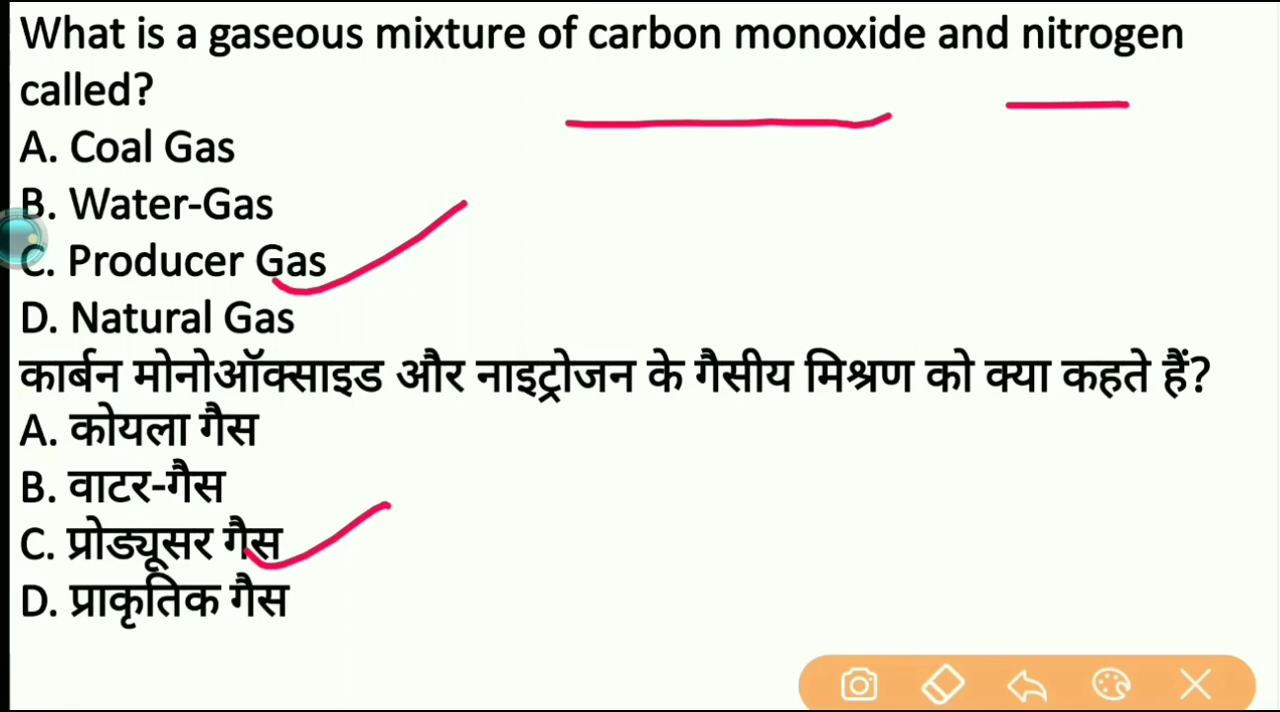 What is a gaseous mixture of carbon monoxide and nitrogen
called?
A. Coal Gas
B. Water-Gas
C. Producer Gas
D. Natural Gas
कार्बन मोनोऑक्साइड और नाइट्रोजन के गैसीय मिश्रण को क्या कहते हैं?
A. कोयला गैस
B. वाटर-गैस
C. प्रोड्यूसर गैस
D. प्राकृतिक गैस